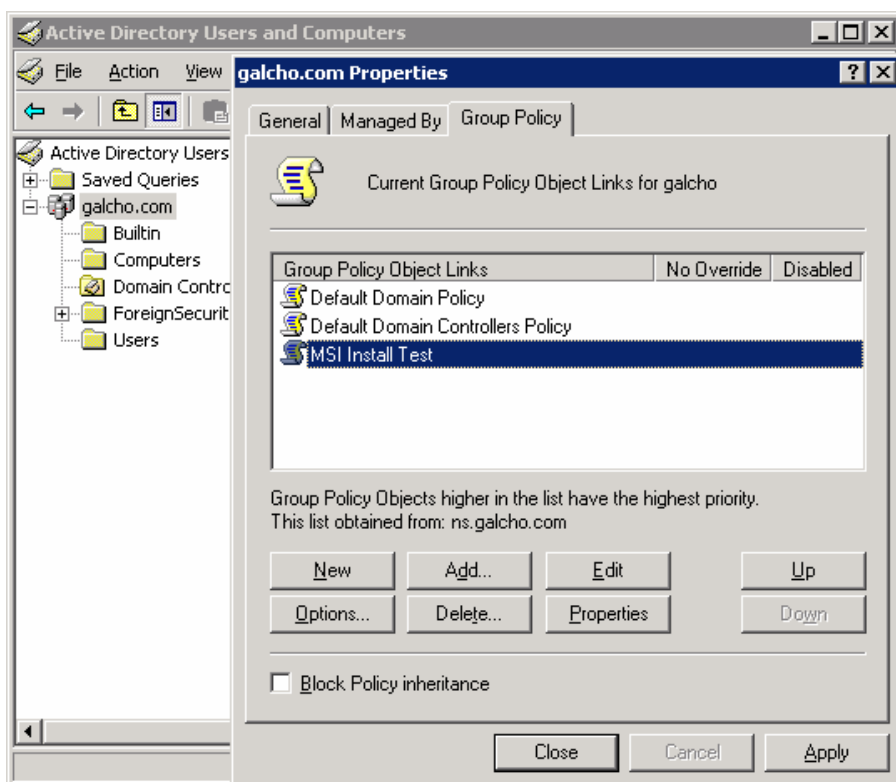 Active Directory Users and Computers
File Action View
galcho.com Properties
General Managed By Group Policy
Active Directory Users
Saved Queries
galcho.com
Builtin
Computers
Domain Contro
ForeignSecurit
Users
Current Group Policy Object Links for galcho
Group Policy Object Links No Override Disabled
Default Domain Policy
Default Domain Controllers Policy
MSI Install Test
Group Policy Objects higher in the list have the highest priority.
This list obtained from: ns.galcho.com
New Add... Edit Up
Options... Delete... Properties Down
Block Policy inheritance
Close Cancel Apply